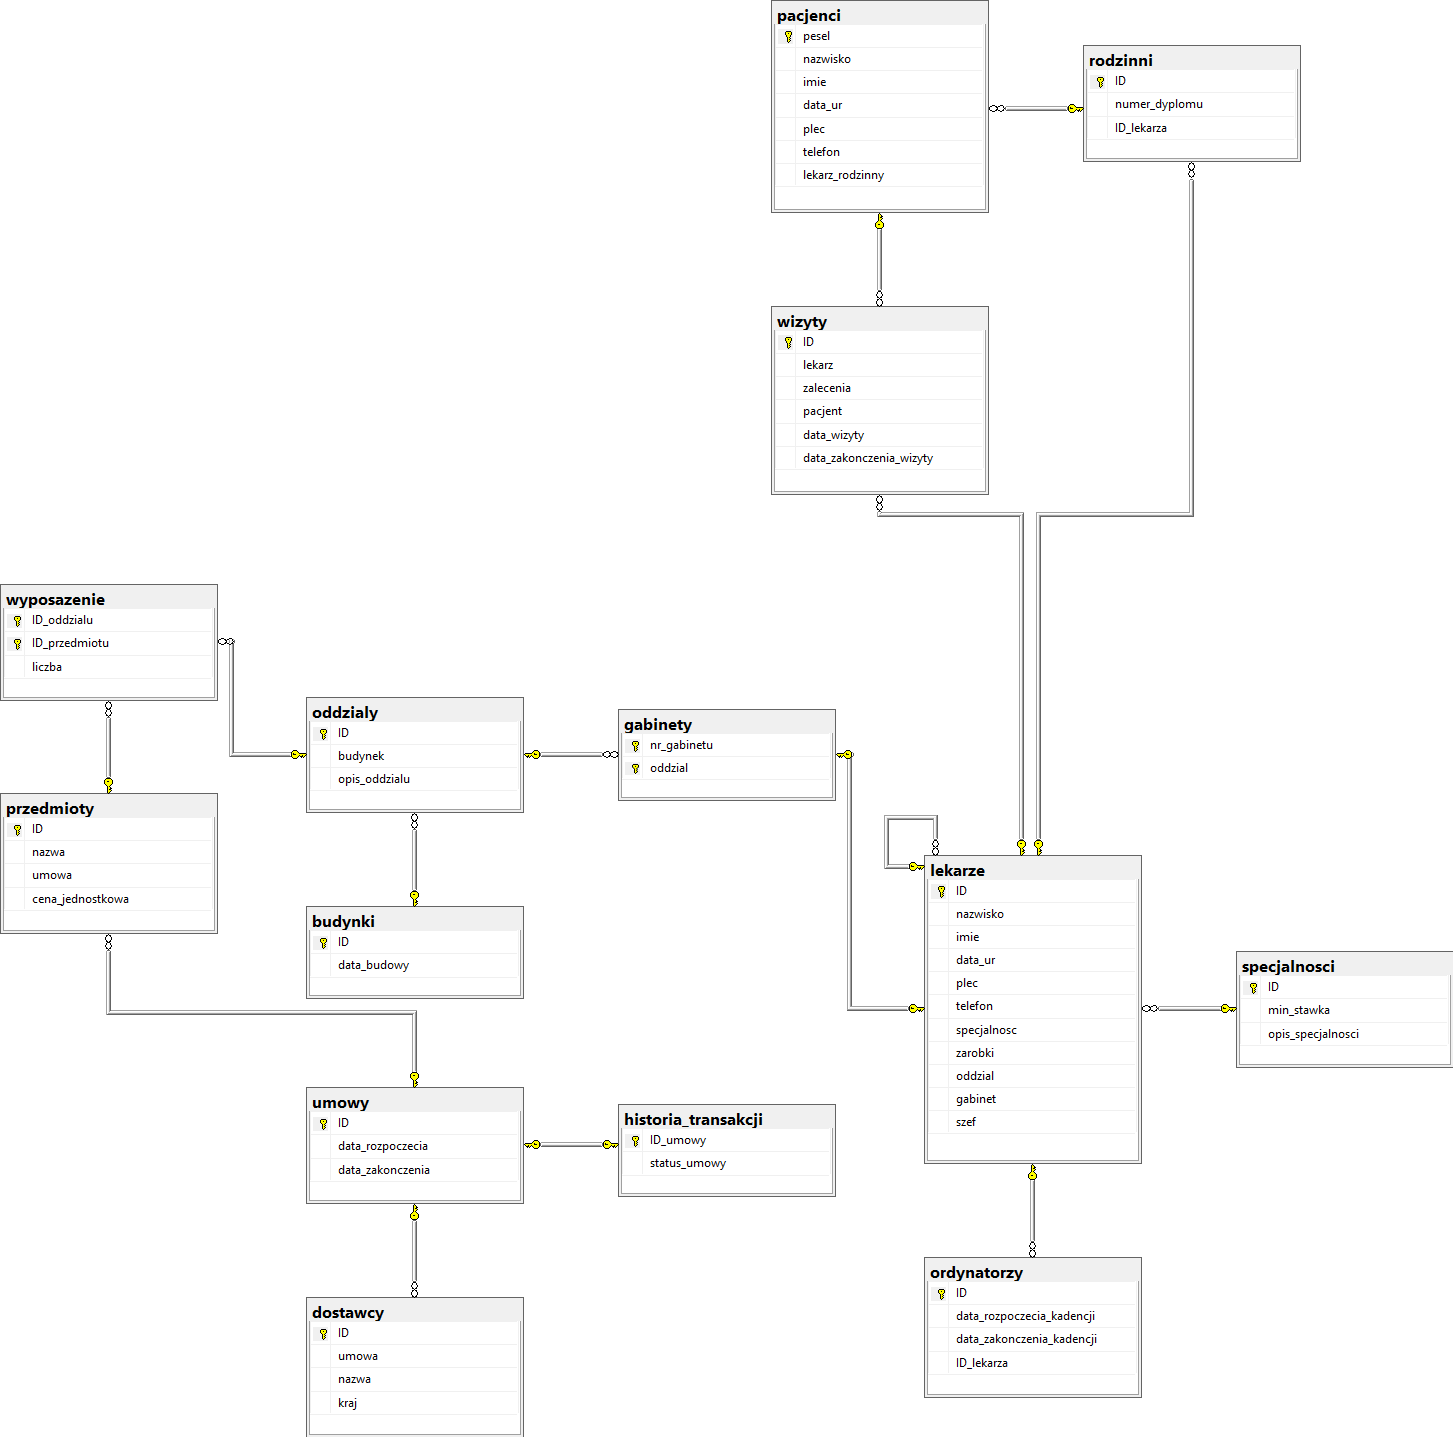 pacjenci
pesel
nazwisko
imie
data_ur
plec
telefon
lekarz_rodzinny
rodzinni
ID
numer_dyplomu
ID_lekarza
wizyty
ID
lekarz
zalecenia
pacjent
data_wizyty
data_zakonczenia_wizyty
wyposazenie
ID_oddzialu
ID_przedmiotu
liczba
oddzialy
ID
budynek
opis_oddzialu
gabinety
nr_gabinetu
oddzial
przedmioty
ID
nazwa
umowa
cena_jednostkowa
budynki
ID
data_budowy
lekarze
ID
nazwisko
imie
data_ur
plec
telefon
specjalnosc
zarobki
oddzial
gabinet
szef
specjalnosci
ID
min_stawka
opis_specjalnosci
umowy
ID
data_rozpoczecia
data_zakonczenia
historia_transakcji
ID_umowy
status_umowy
ordynatorzy
ID
data_rozpoczecia_kadencji
data_zakonczenia_kadencji
ID_lekarza
dostawcy
ID
umowa
nazwa
kraj